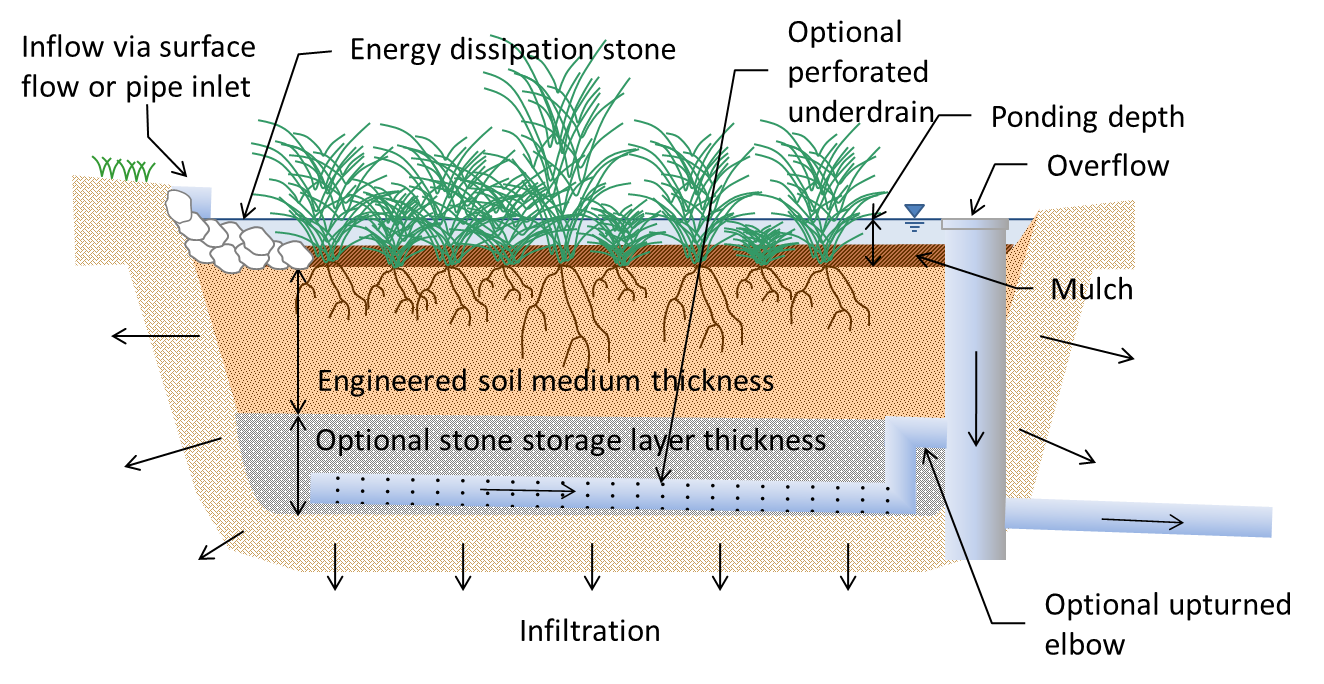 Inflow via surface
flow or pipe inlet
Energy dissipation stone
Optional
perforated
underdrain
Ponding depth
Overflow
Mulch
Engineered soil medium thickness
Optional stone storage layer thickness
Infiltration
Optional upturned
elbow